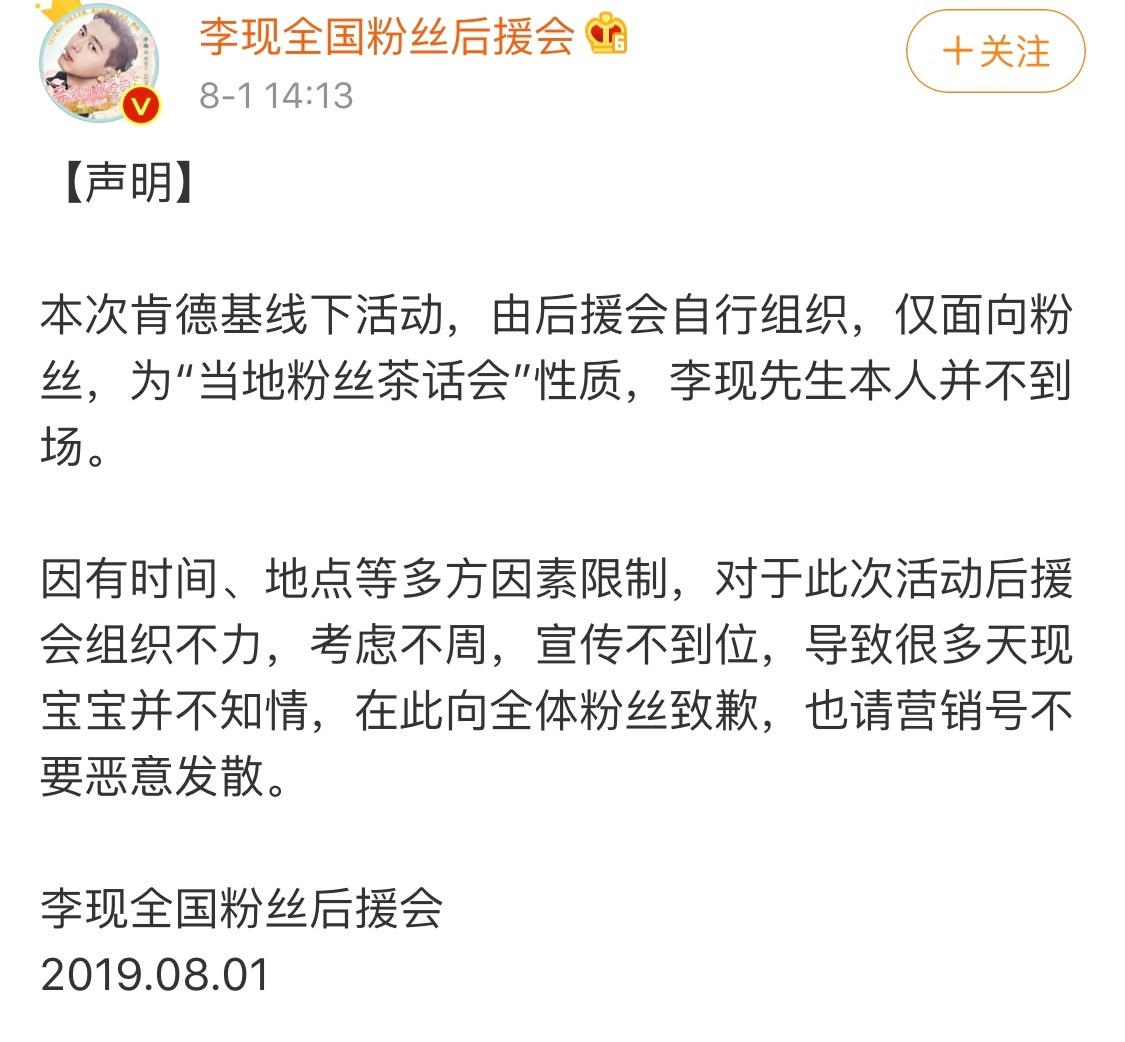 李现全国粉丝后援会
8-1 14:13
+关注
【声明】
本次肯德基线下活动，由后援会自行组织，仅面向粉
丝，为“当地粉丝茶话会”性质，李现先生本人并不到
场。
因有时间、地点等多方因素限制，对于此次活动后援
会组织不力，考虑不周，宣传不到位，导致很多天现
宝宝并不知情，在此向全体粉丝致歉，也请营销号不
要恶意发散。
李现全国粉丝后援会
2019.08.01